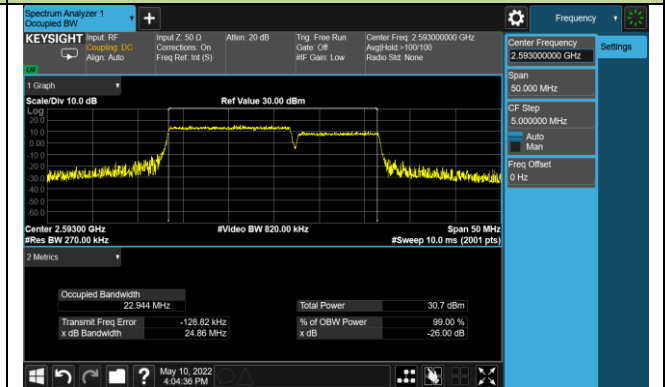 Spectrum Analyzer 1
Occupied BW
+
Frequency
KEYSIGHT
Input: RF
Coupling: DC
Align: Auto
Input Z: 50 Ω
Corrections: On
Freq Ref: Int (S)
Atten: 20 dB
Trig: Free Run
Gate: Off
#IF Gain: Low
Center Freq: 2.593000000 GHz
Avg|Hold:>100/100
Radio Std: None
Center Frequency
2.593000000 GHz
Settings
Span
50.000 MHz
CF Step
5.000000 MHz
Auto
Man
Freq Offset
0 Hz
1 Graph
Scale/Div 10.0 dB
Ref Value 30.00 dBm
Log
20.0
10.0
0.00
-10.0
-20.0
-30.0
-40.0
-50.0
-60.0
Center 2.59300 GHz
#Video BW 820.00 kHz
Span 50 MHz
#Res BW 270.00 kHz
#Sweep 10.0 ms (2001 pts)
2 Metrics
Occupied Bandwidth
22.944 MHz
Total Power 30.7 dBm
Transmit Freq Error -128.82 kHz
% of OBW Power 99.00 %
x dB Bandwidth 24.86 MHz
x dB -26.00 dB
?
May 10, 2022
4:04:36 PM